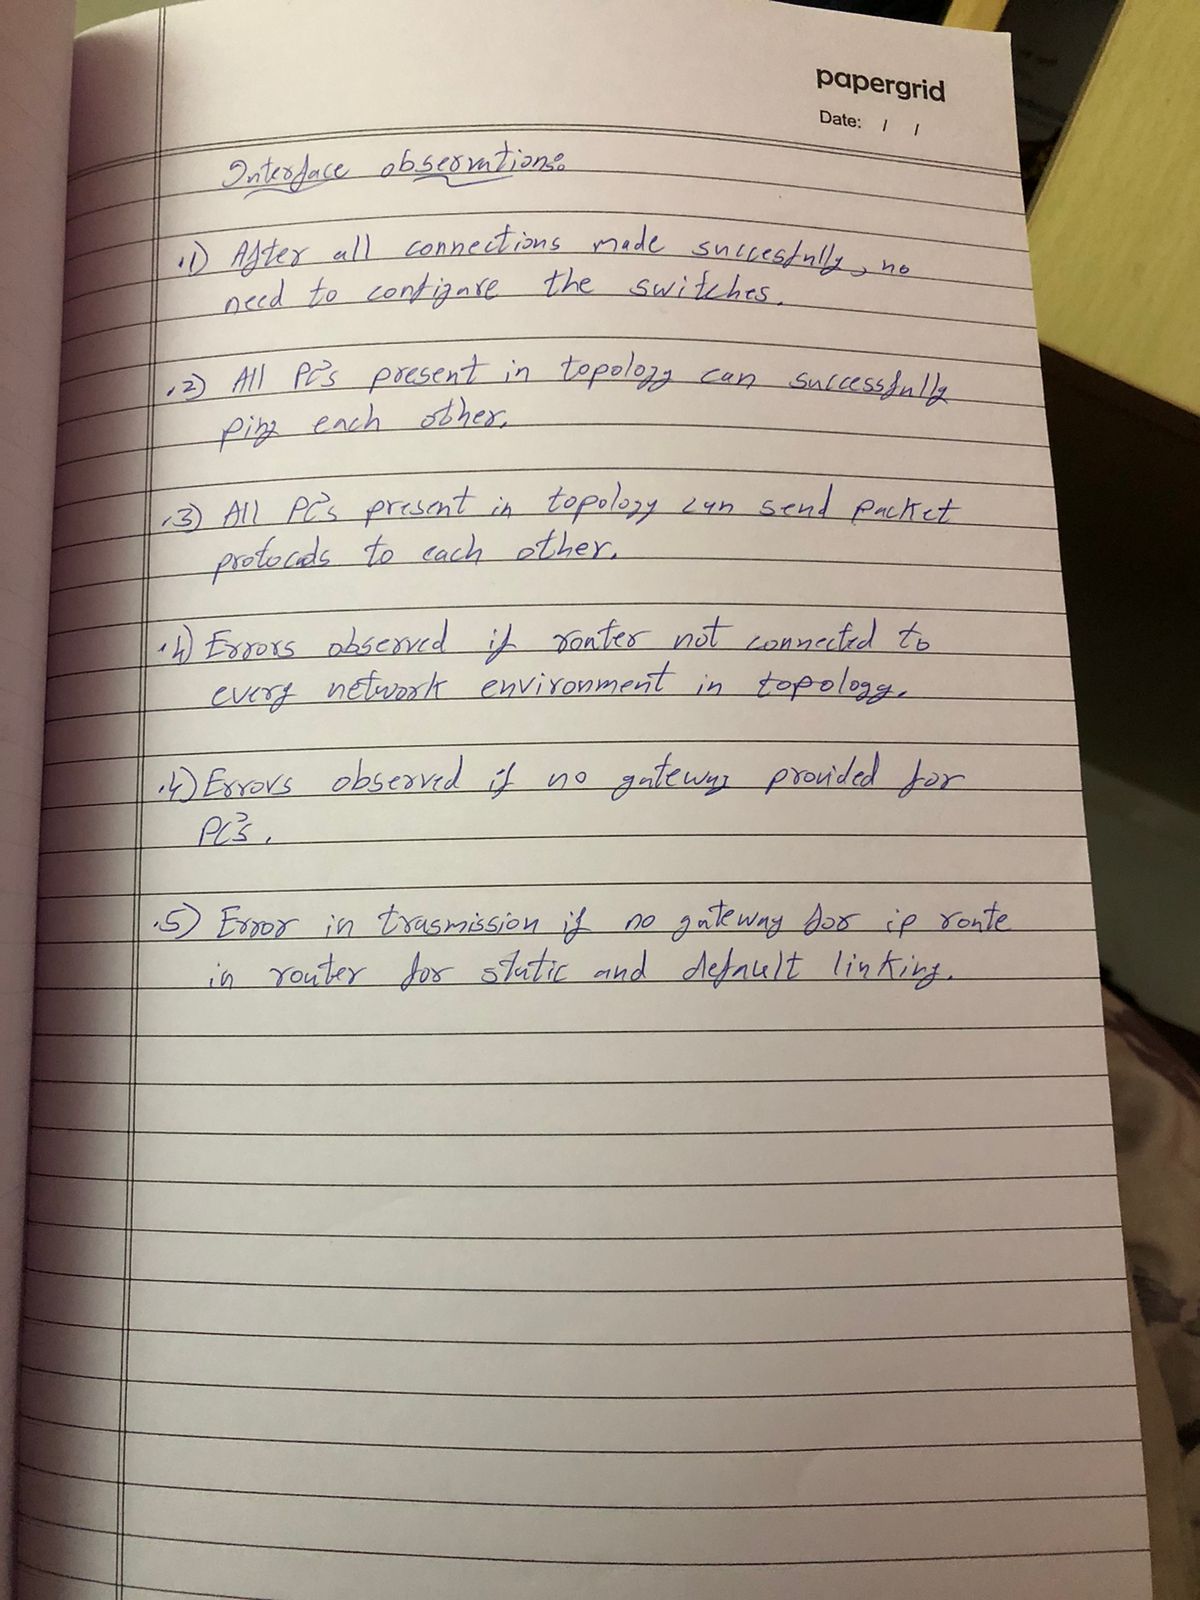 papergrid
Date: / /
Interface observations:
.1) After all connections made succesfully, no
need to configure the switches.
.2) All PC's present in topology can successfully
ping each other.
.3) All PC's present in topology can send packet
protocols to each other.
.4) Errors observed if router not connected to
every network environment in topology.
.4) Errors observed if no gateway provided for
PC's.
.5) Error in trasmission if no gateway for ip route
in router for static and default linking.